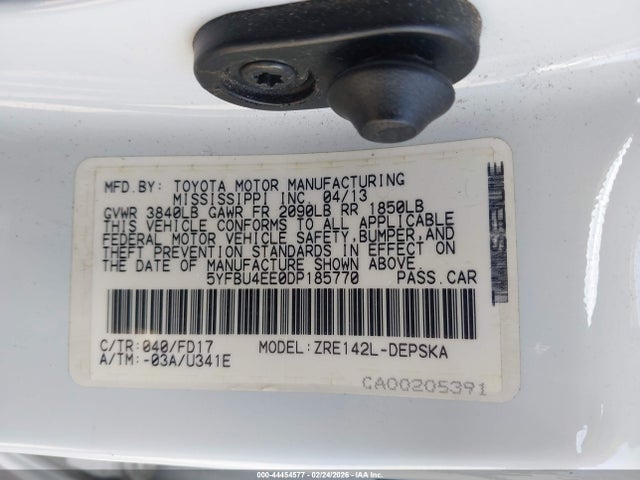 MFD.BY: TOYOTA MOTOR MANUFACTURING
MISSISSIPPI INC. 04/13
GVWR 3840LB GAWR FR 2090LB RR 1850LB
THIS VEHICLE CONFORMS TO ALL APPLICABLE
FEDERAL MOTOR VEHICLE SAFETY,BUMPER,AND
THEFT PREVENTION STANDARDS IN EFFECT ON
THE DATE OF MANUFACTURE SHOWN ABOVE.
5YFBU4EE0DP185770 PASS.CAR
C/TR:040/FD17 MODEL:ZRE142L-DEPSKA
A/TM:-03A/U341E
CA00205391
000-44454577 - 02/24/2026 - IAAI.COM